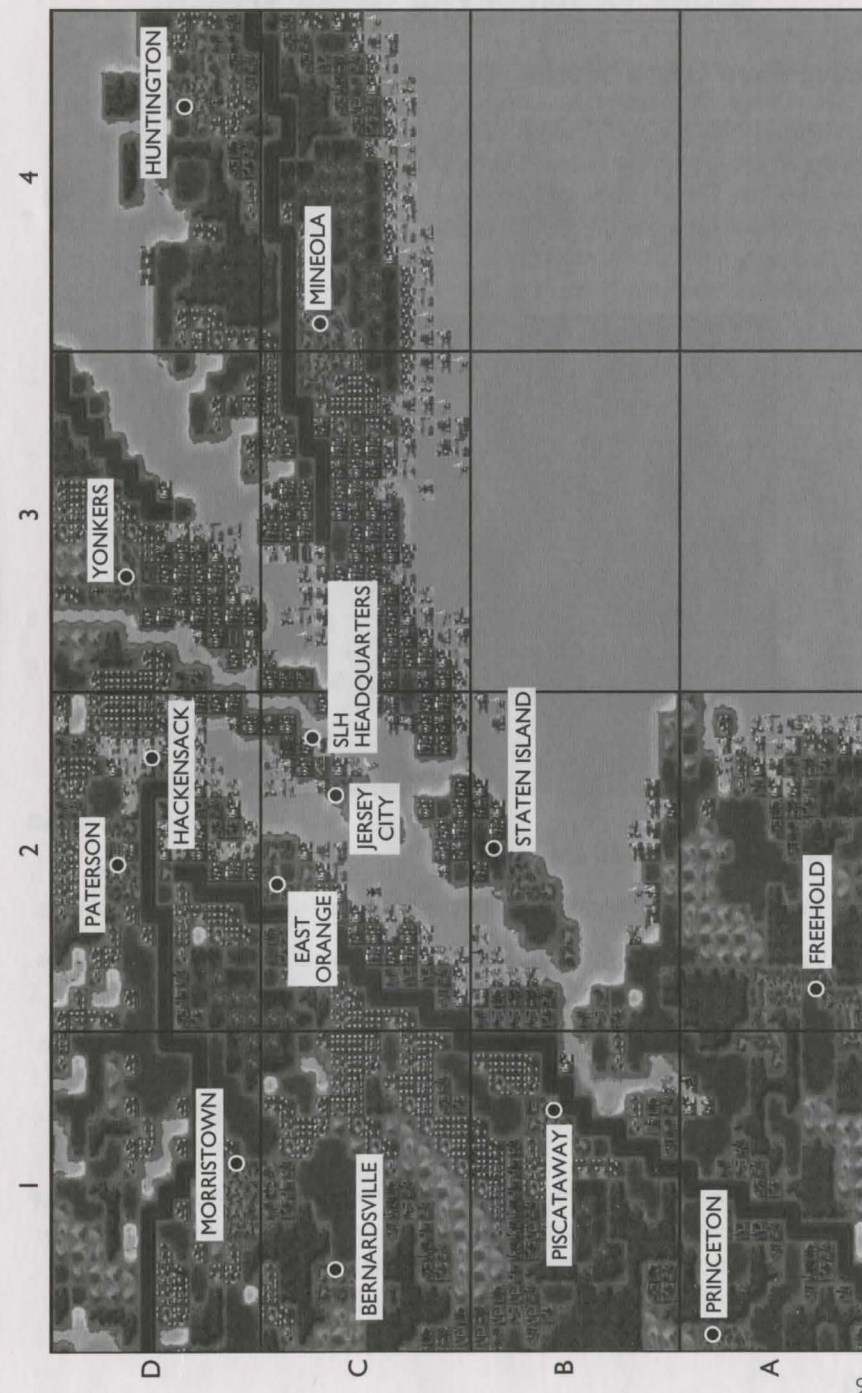 1 2 3 4
D
PATERSON
YONKERS
HUNTINGTON
MORRISTOWN
HACKENSACK
C
BERNARDSVILLE
EAST
ORANGE
JERSEY
CITY
SLH
HEADQUARTERS
MINEOLA
B
PISCATAWAY
STATEN ISLAND
A
PRINCETON
FREEHOLD